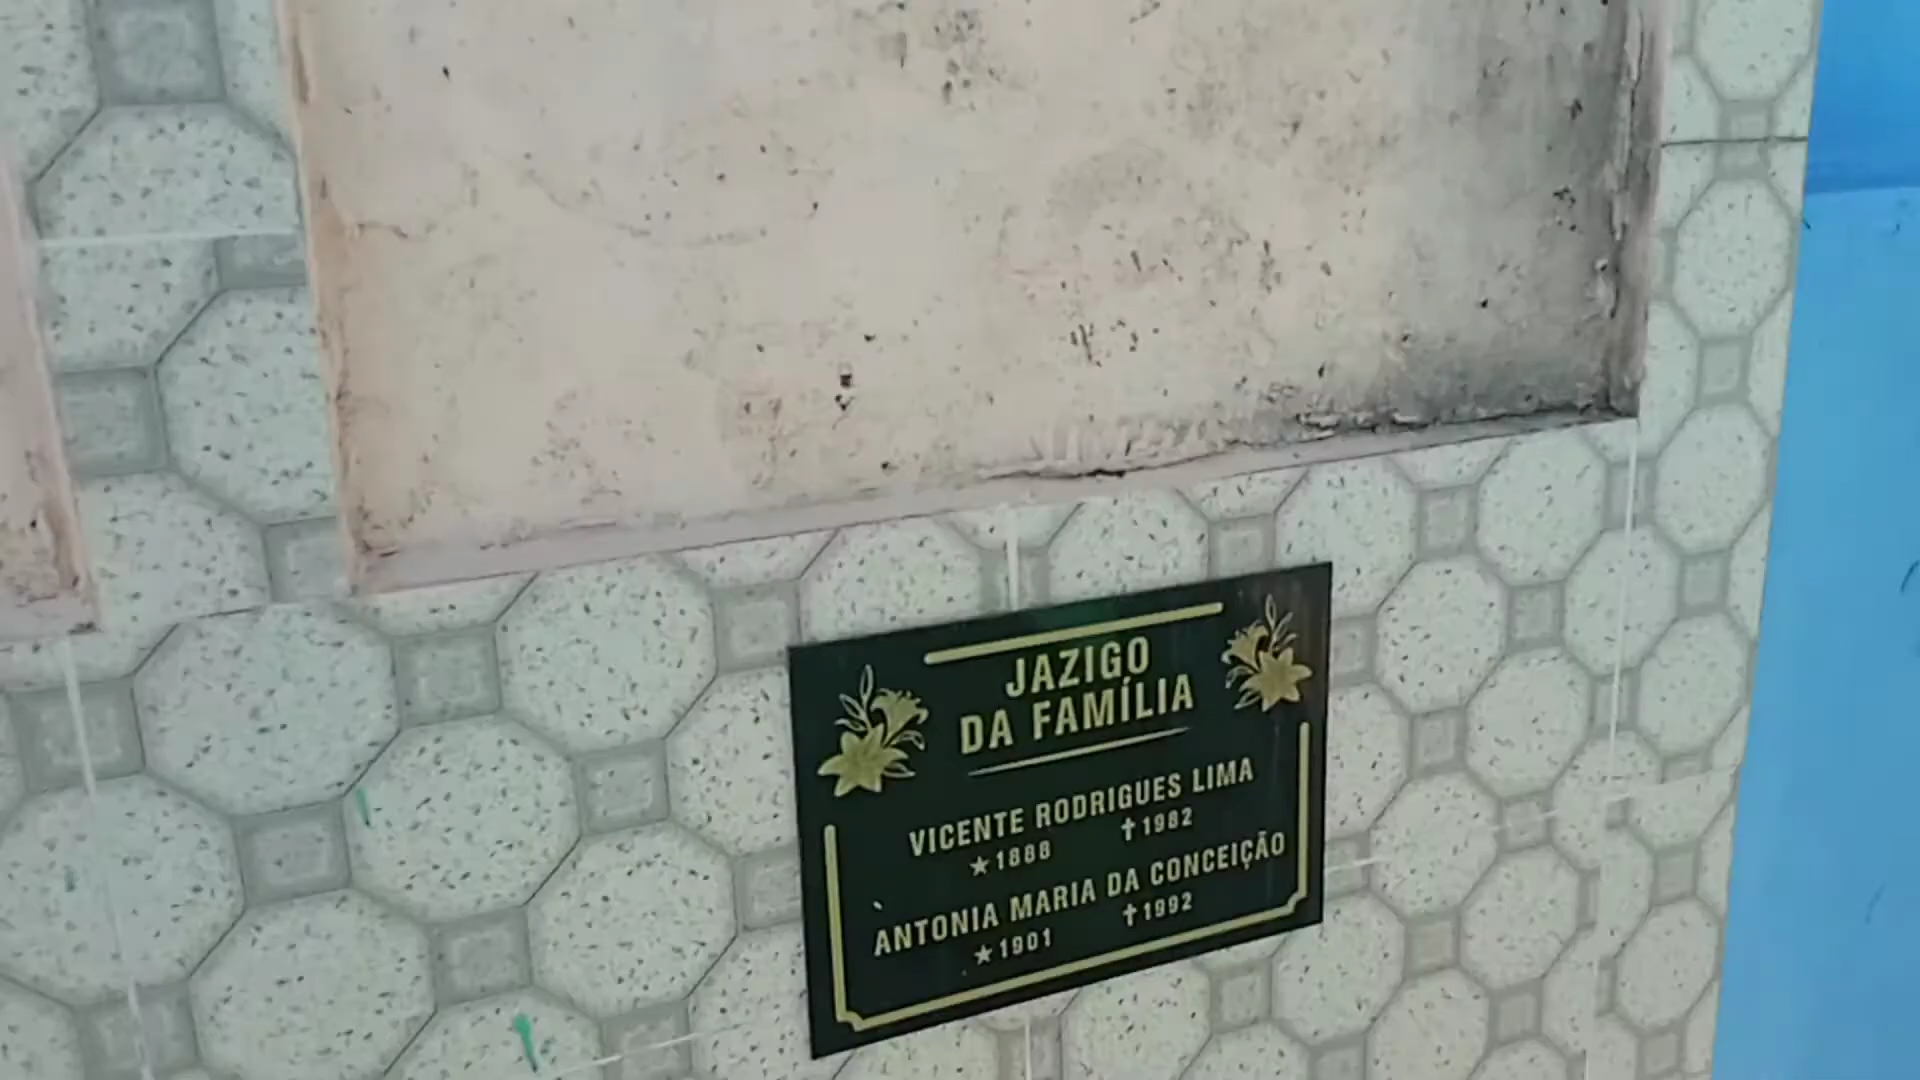 JAZIGO
DA FAMÍLIA
VICENTE RODRIGUES LIMA
★1888 ✝1982
ANTONIA MARIA DA CONCEIÇÃO
★1901 ✝1992